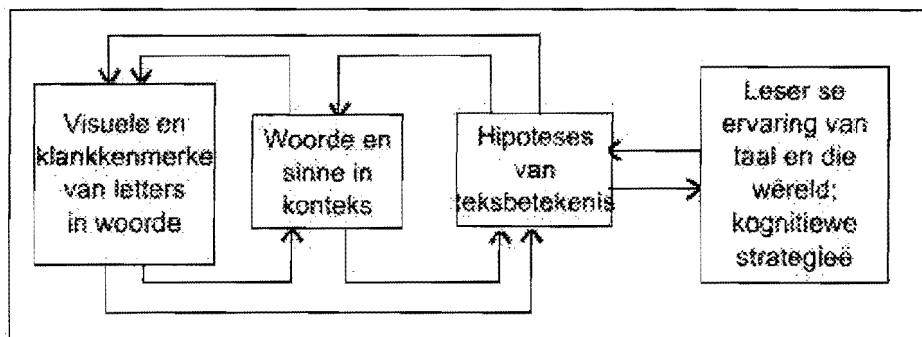 Visuele en
klankkenmerke
van letters
in woorde
Woorde en
sinne in
konteks
Hipoteses
van
teksbetekenis
Leser se
ervaring van
taal en die
wêreld;
kognitiewe
strategieë